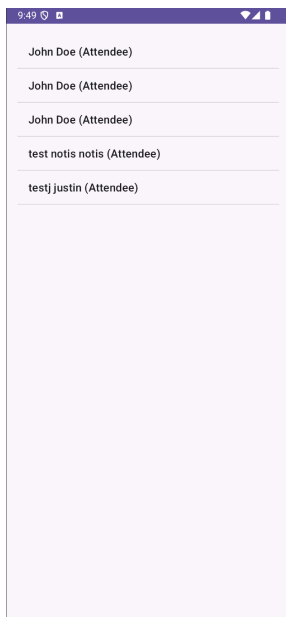 9:49
John Doe (Attendee)
John Doe (Attendee)
John Doe (Attendee)
test notis notis (Attendee)
testj justin (Attendee)